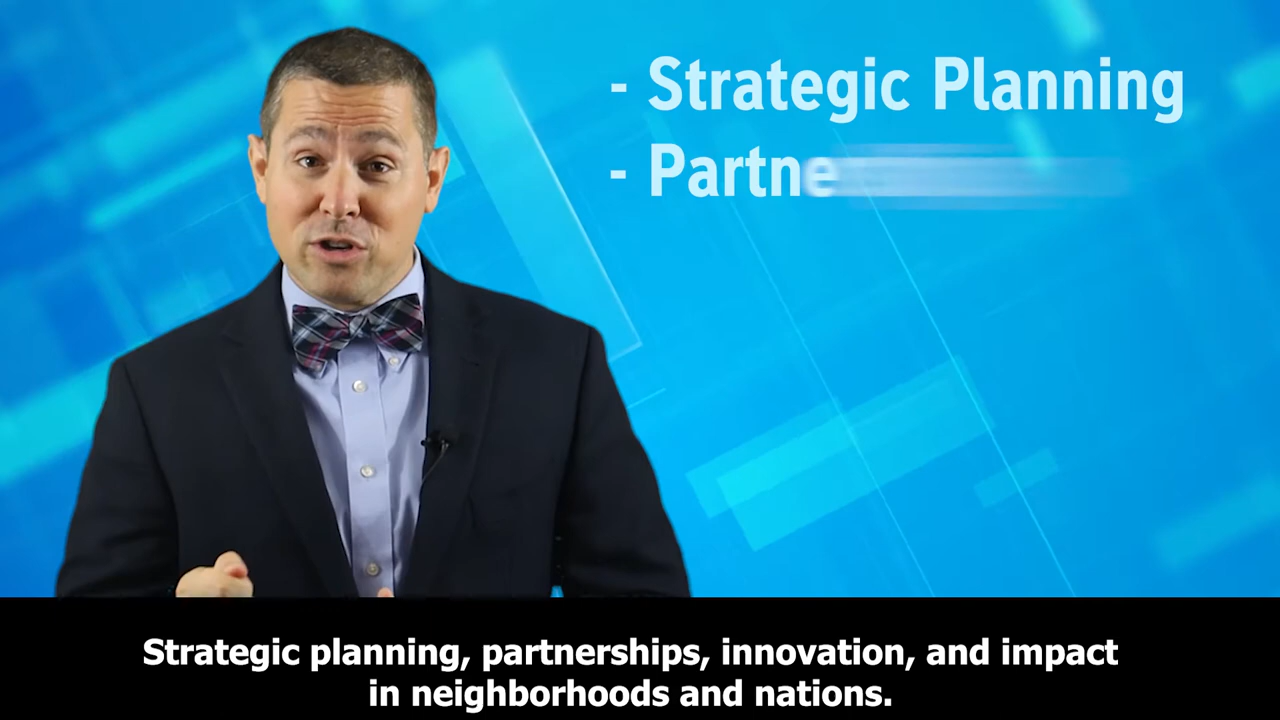 - Strategic Planning
- Partne
Strategic planning, partnerships, innovation, and impact
in neighborhoods and nations.